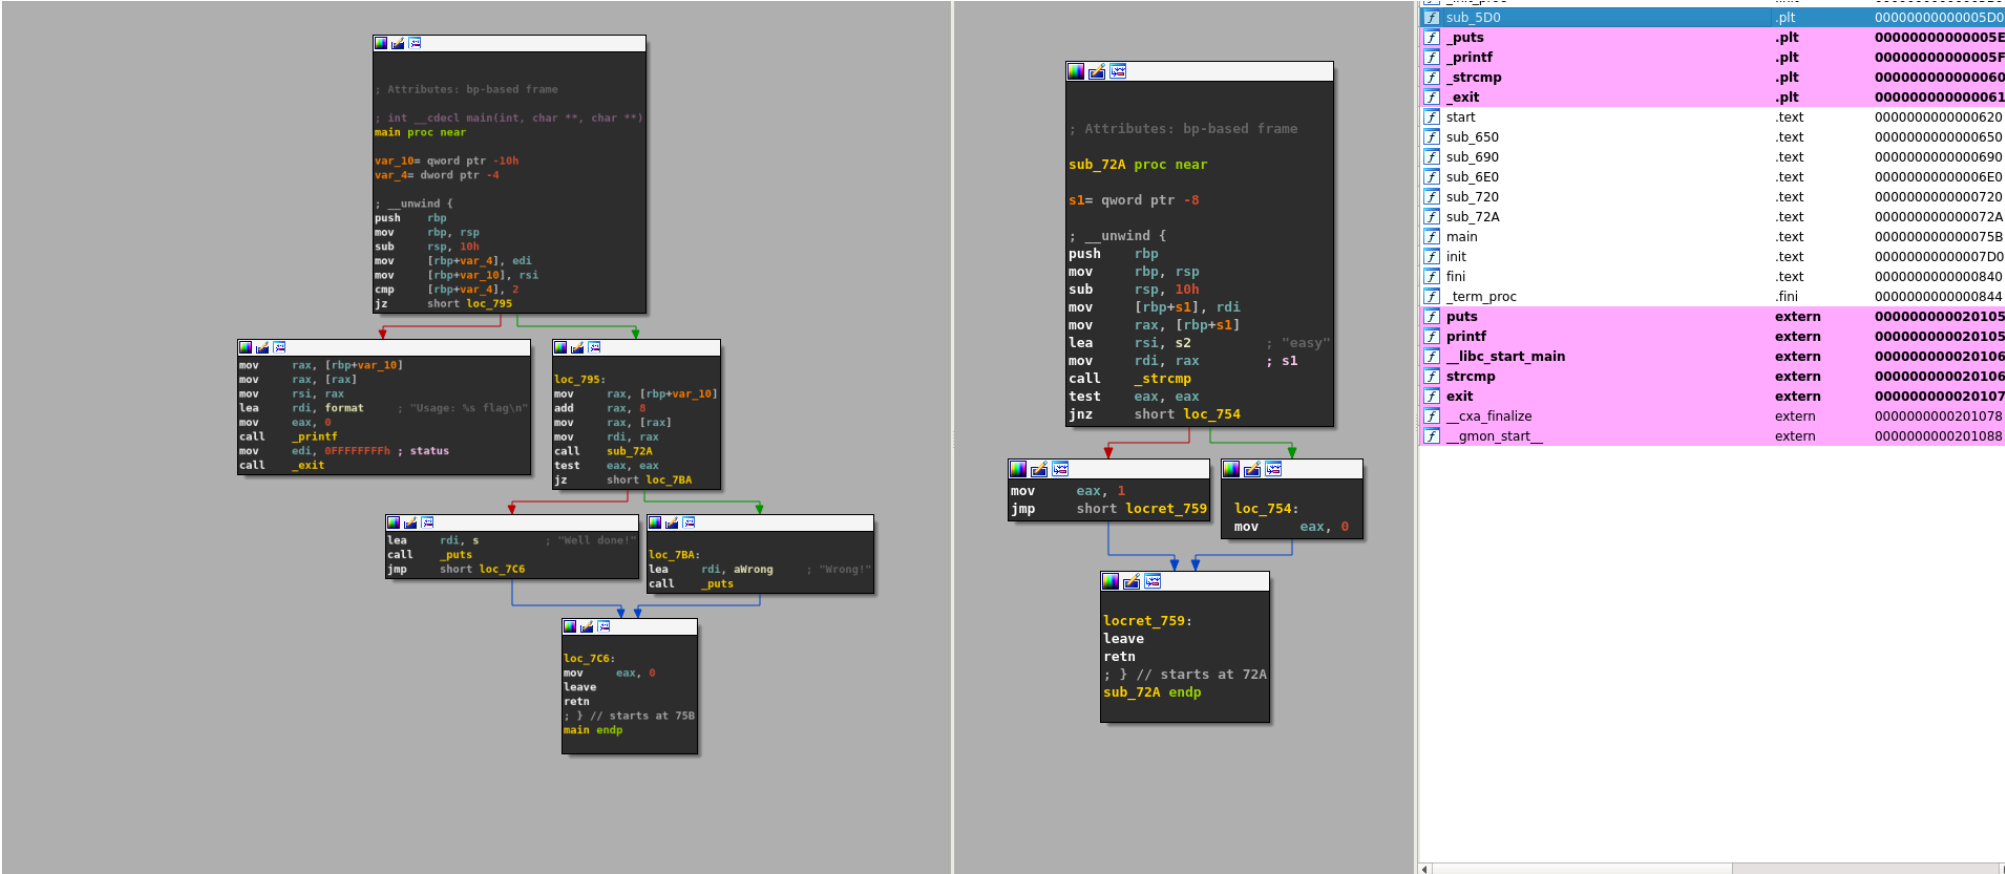 ; Attributes: bp-based frame
; int __cdecl main(int, char **, char **)
main proc near
var_10= qword ptr -10h
var_4= dword ptr -4
; __unwind {
push rbp
mov rbp, rsp
sub rsp, 10h
mov [rbp+var_4], edi
mov [rbp+var_10], rsi
cmp [rbp+var_4], 2
jz short loc_795
mov rax, [rbp+var_10]
mov rax, [rax]
mov rsi, rax
lea rdi, format ; "Usage: %s flag\n"
mov eax, 0
call _printf
mov edi, 0FFFFFFFFh ; status
call _exit
loc_795:
mov rax, [rbp+var_10]
add rax, 8
mov rax, [rax]
mov rdi, rax
call sub_72A
test eax, eax
jz short loc_7BA
lea rdi, s ; "Well done!"
call _puts
jmp short loc_7C6
loc_7BA:
lea rdi, aWrong ; "Wrong!"
call _puts
loc_7C6:
mov eax, 0
leave
retn
; } // starts at 75B
main endp
; Attributes: bp-based frame
sub_72A proc near
s1= qword ptr -8
; __unwind {
push rbp
mov rbp, rsp
sub rsp, 10h
mov [rbp+s1], rdi
mov rax, [rbp+s1]
lea rsi, s2 ; "easy"
mov rdi, rax ; s1
call _strcmp
test eax, eax
jnz short loc_754
mov eax, 1
jmp short locret_759
loc_754:
mov eax, 0
locret_759:
leave
retn
; } // starts at 72A
sub_72A endp
sub_5D0 .plt 00000000000005D0
_puts .plt 00000000000005E
_printf .plt 00000000000005F
_strcmp .plt 000000000000060
_exit .plt 000000000000061
start .text 0000000000000620
sub_650 .text 0000000000000650
sub_690 .text 0000000000000690
sub_6E0 .text 00000000000006E0
sub_720 .text 0000000000000720
sub_72A .text 000000000000072A
main .text 000000000000075B
init .text 00000000000007D0
fini .text 0000000000000840
_term_proc .fini 0000000000000844
puts extern 000000000020105
printf extern 000000000020105
__libc_start_main extern 000000000020106
strcmp extern 000000000020106
exit extern 000000000020107
__cxa_finalize extern 0000000000201078
__gmon_start__ extern 0000000000201088